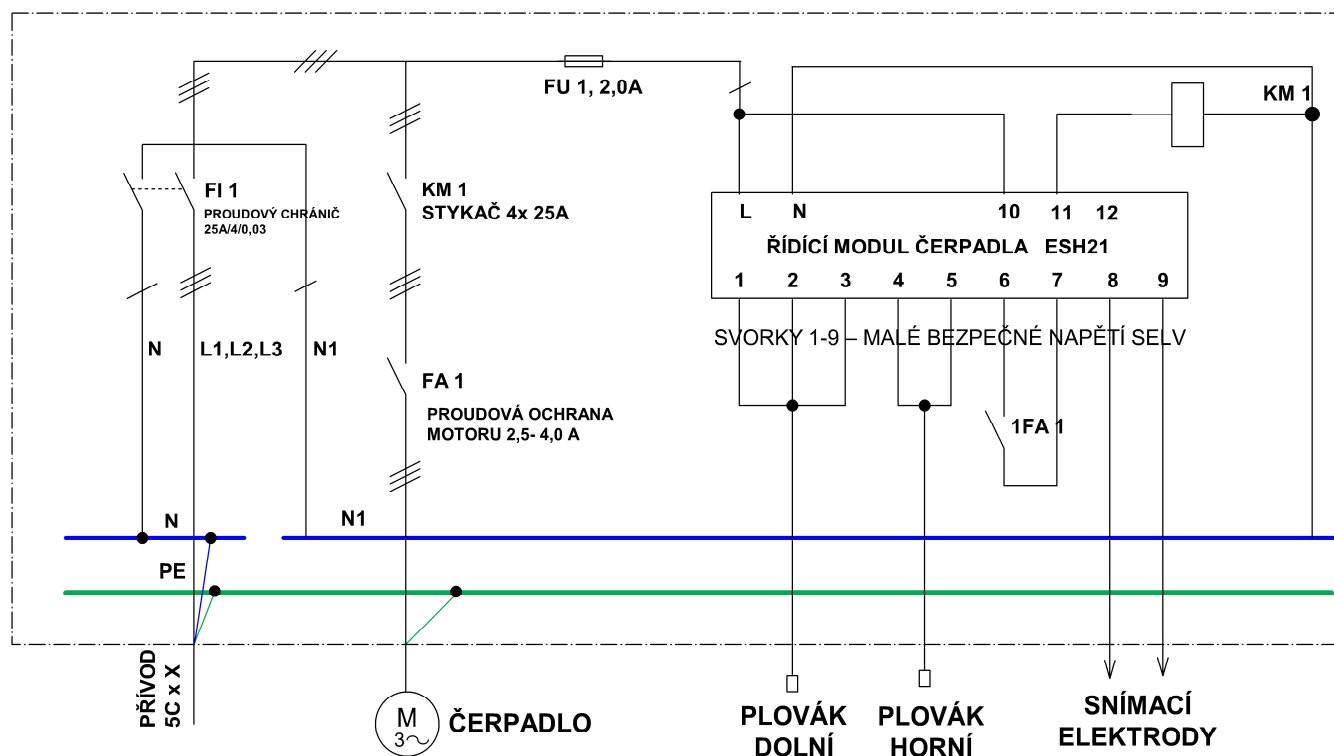 FU 1, 2,0A
KM 1
FI 1
PROUDOVÝ CHRÁNIČ
25A/4/0,03
KM 1
STYKAČ 4x 25A
L N 10 11 12
ŘÍDÍCÍ MODUL ČERPADLA ESH21
1 2 3 4 5 6 7 8 9
SVORKY 1-9 – MALÉ BEZPEČNÉ NAPĚTÍ SELV
N L1,L2,L3 N1
FA 1
PROUDOVÁ OCHRANA
MOTORU 2,5- 4,0 A
1FA 1
N N1
PE
PŘÍVOD
5C x X
M
3~
ČERPADLO
PLOVÁK
DOLNÍ
PLOVÁK
HORNÍ
SNÍMACÍ
ELEKTRODY